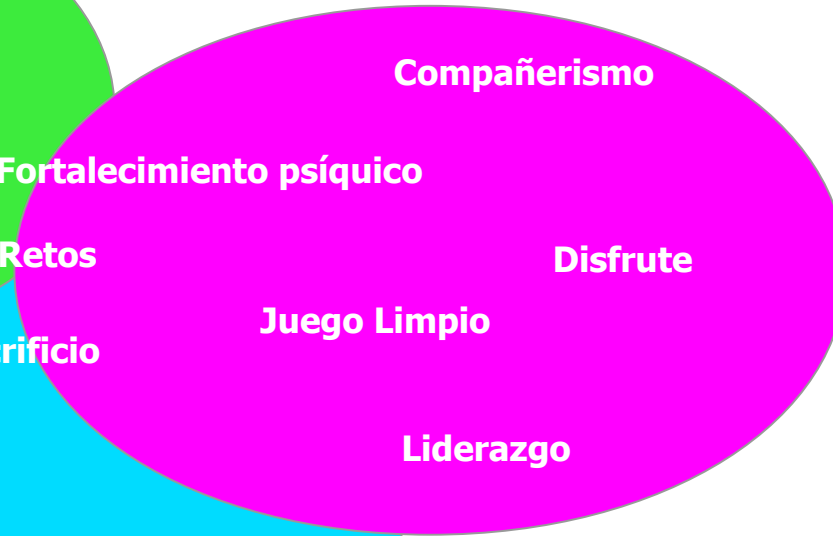 Compañerismo
Fortalecimiento psíquico
Retos
Disfrute
Juego Limpio
rificio
Liderazgo